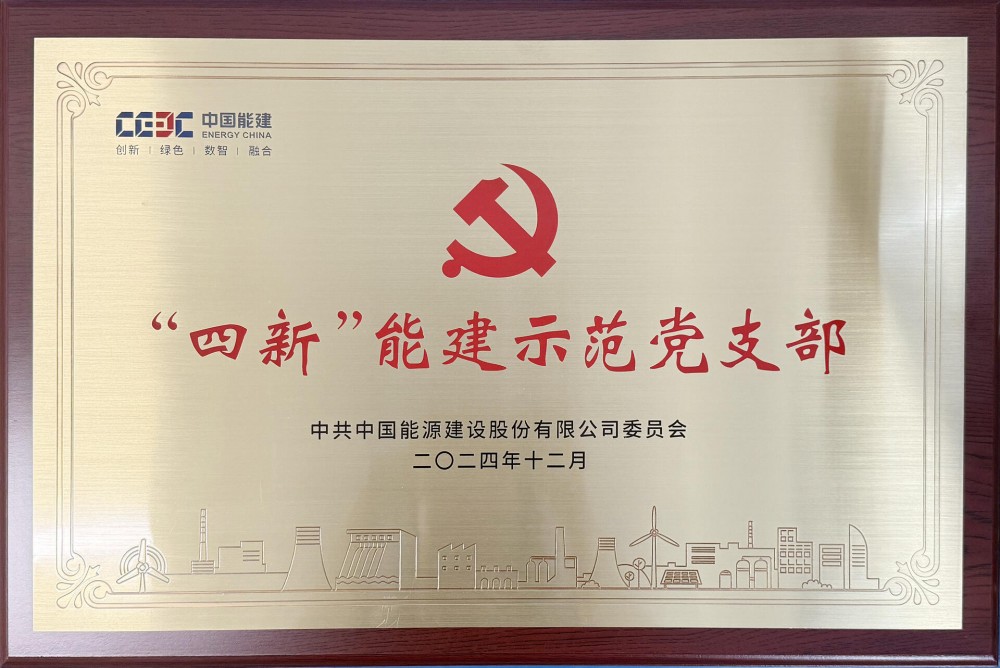 CEEC 中国能建
ENERGY CHINA
创新 | 绿色 | 数智 | 融合
“四新”能建示范党支部
中共中国能源建设股份有限公司委员会
二〇二四年十二月